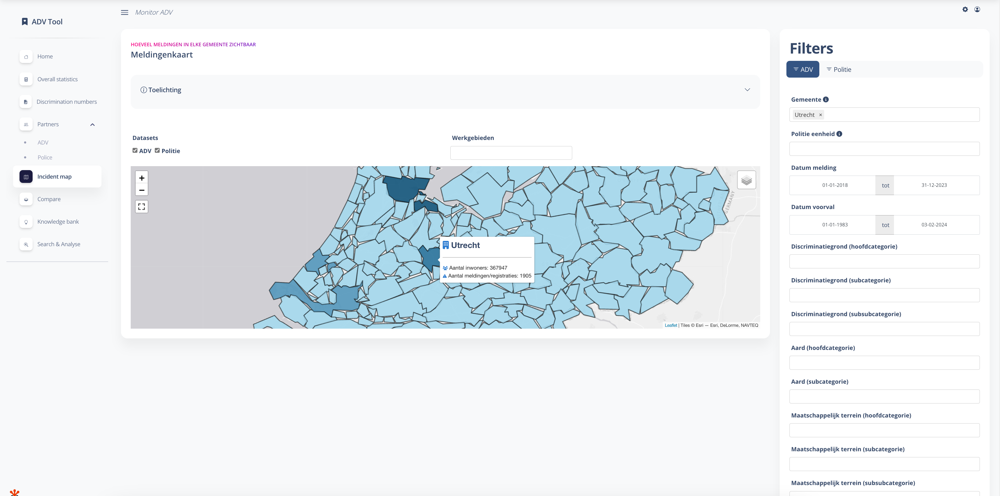 ADV Tool
Home
Overall statistics
Discrimination numbers
Partners
ADV
Police
Incident map
Compare
Knowledge bank
Search & Analyse
Monitor ADV
HOEVEEL MELDINGEN IN ELKE GEMEENTE ZICHTBAAR
Meldingenkaart
Toelichting
Datasets
ADV Politie
Werkgebieden
+
−
GERMANY
Utrecht
Aantal inwoners: 367947
Aantal meldingen/registraties: 1905
Leaflet | Tiles © Esri — Esri, DeLorme, NAVTEQ
Filters
ADV Politie
Gemeente
Utrecht ×
Politie eenheid
Datum melding
01-01-2018 tot 31-12-2023
Datum voorval
01-01-1983 tot 03-02-2024
Discriminatiegrond (hoofdcategorie)
Discriminatiegrond (subcategorie)
Discriminatiegrond (subsubcategorie)
Aard (hoofdcategorie)
Aard (subcategorie)
Maatschappelijk terrein (hoofdcategorie)
Maatschappelijk terrein (subcategorie)
Maatschappelijk terrein (subsubcategorie)